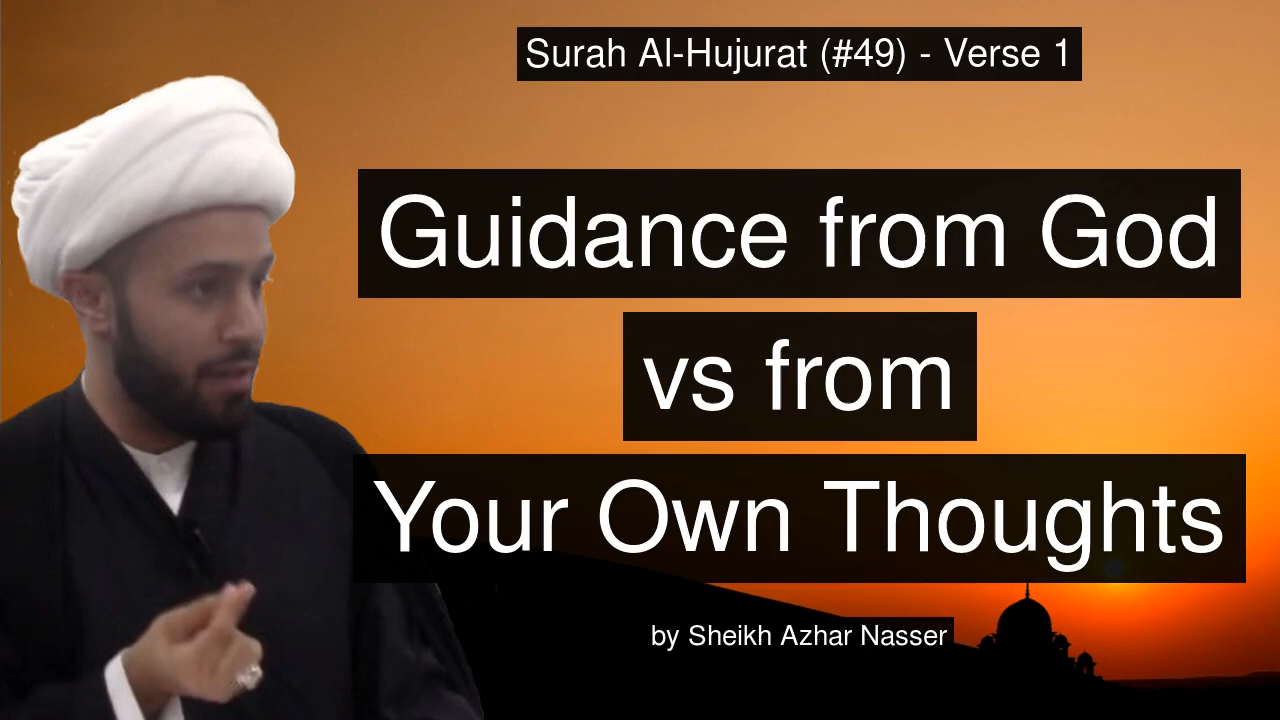 Surah Al-Hujurat (#49) - Verse 1
Guidance from God
vs from
Your Own Thoughts
by Sheikh Azhar Nasser